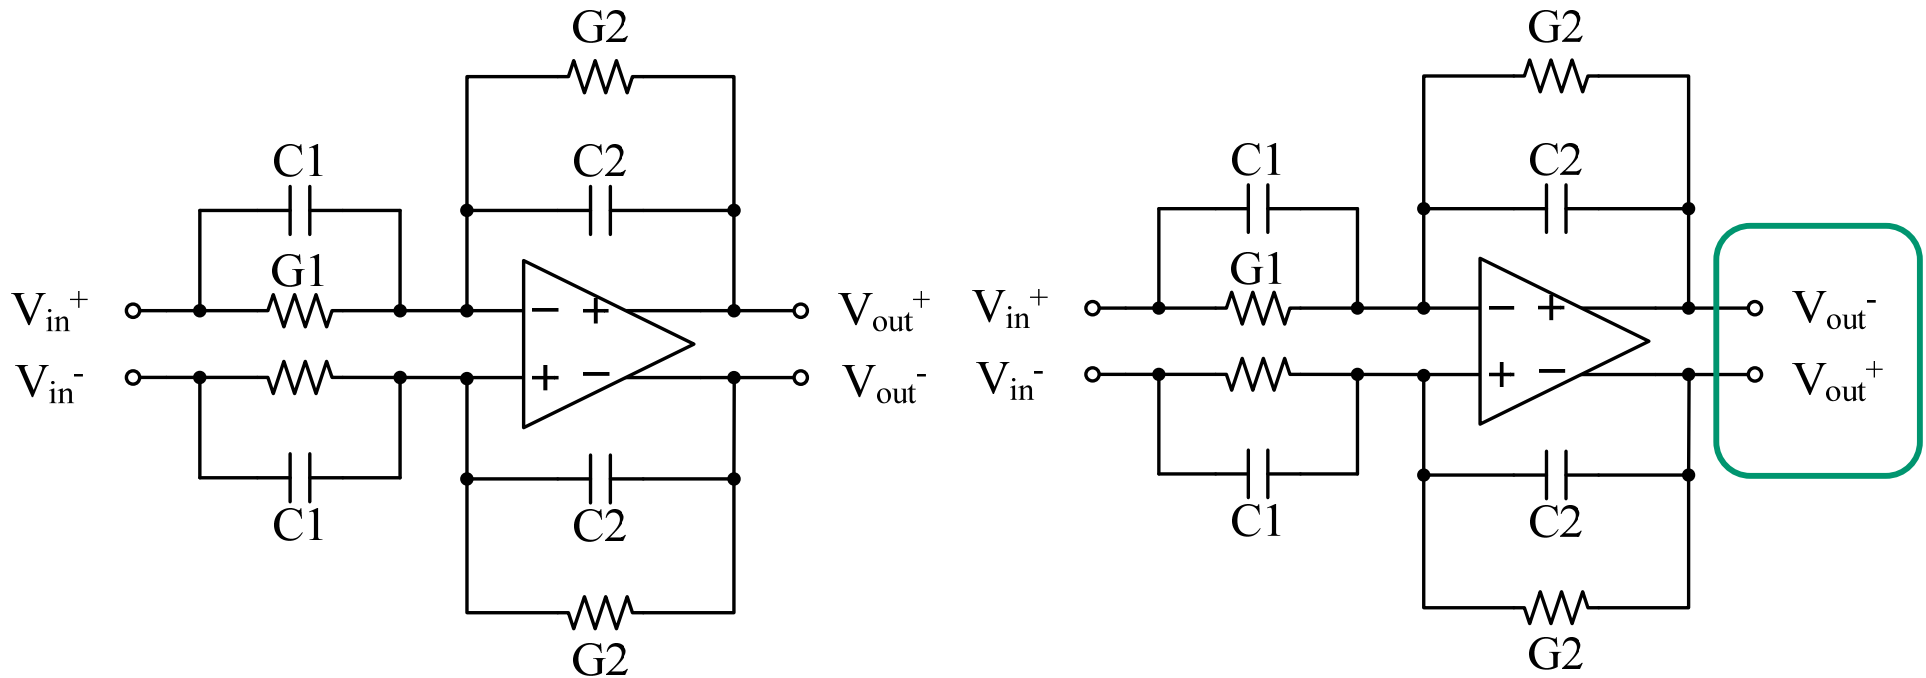 G2
C2
C1
G1
Vin+
− +
Vout+
Vin-
+ −
Vout-
C1
C2
G2
G2
C2
C1
G1
Vin+
− +
Vout-
Vin-
+ −
Vout+
C1
C2
G2